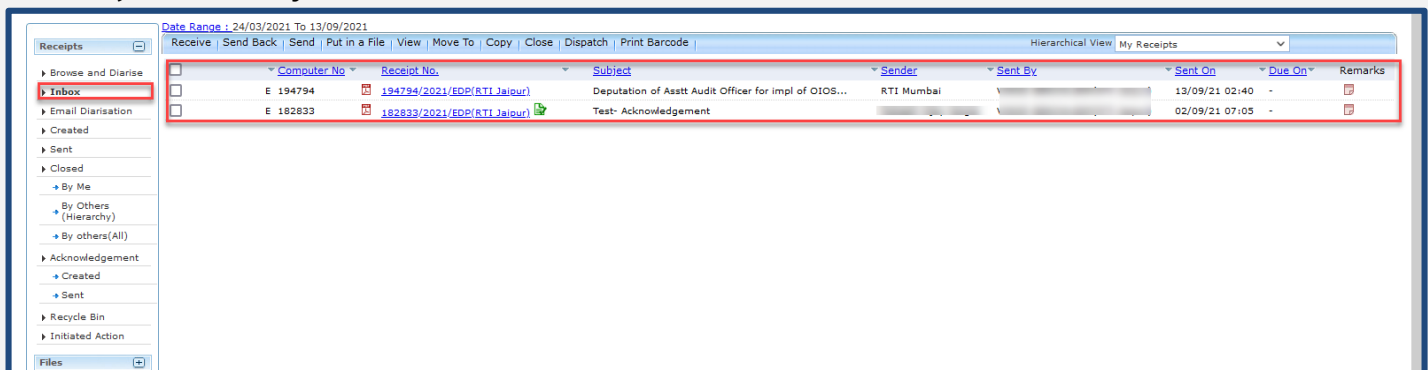 Date Range : 24/03/2021 To 13/09/2021
Receipts
Receive | Send Back | Send | Put in a File | View | Move To | Copy | Close | Dispatch | Print Barcode |
Hierarchical View My Receipts
Browse and Diarise
Inbox
Email Diarisation
Created
Sent
Closed
By Me
By Others
(Hierarchy)
By others(All)
Acknowledgement
Created
Sent
Recycle Bin
Initiated Action
Files
Computer No Receipt No. Subject Sender Sent By Sent On Due On Remarks
E 194794 194794/2021/EDP(RTI Jaipur) Deputation of Asstt Audit Officer for impl of OIOS... RTI Mumbai 13/09/21 02:40 -
E 182833 182833/2021/EDP(RTI Jaipur) Test- Acknowledgement 02/09/21 07:05 -